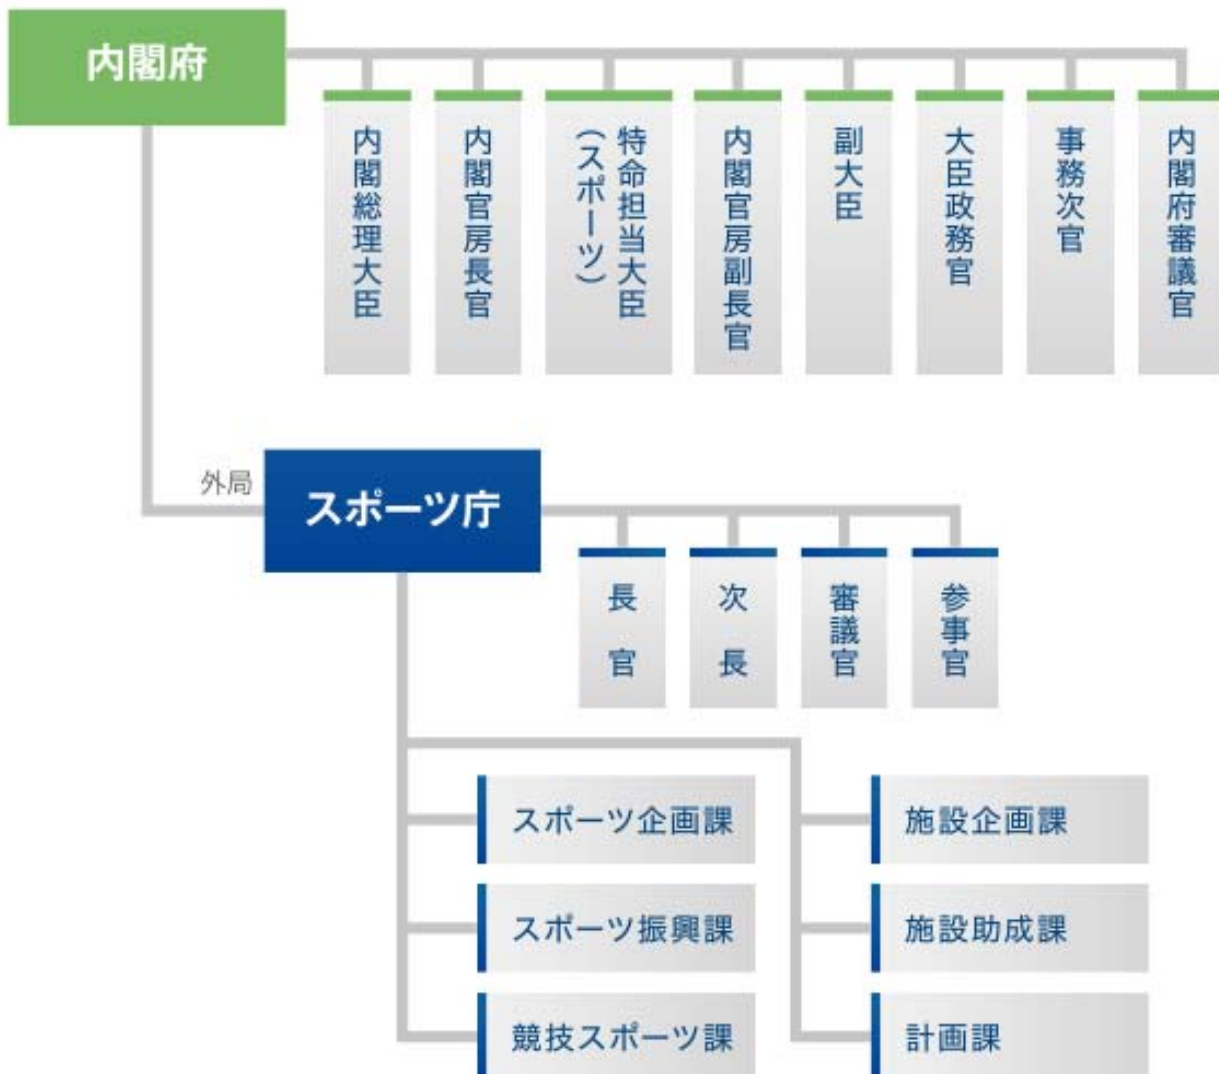 内閣府
内閣総理大臣
内閣官房長官
特命担当大臣
（スポーツ）
内閣官房副長官
副大臣
大臣政務官
事務次官
内閣府審議官
外局
スポーツ庁
長官
次長
審議官
参事官
スポーツ企画課
スポーツ振興課
競技スポーツ課
施設企画課
施設助成課
計画課